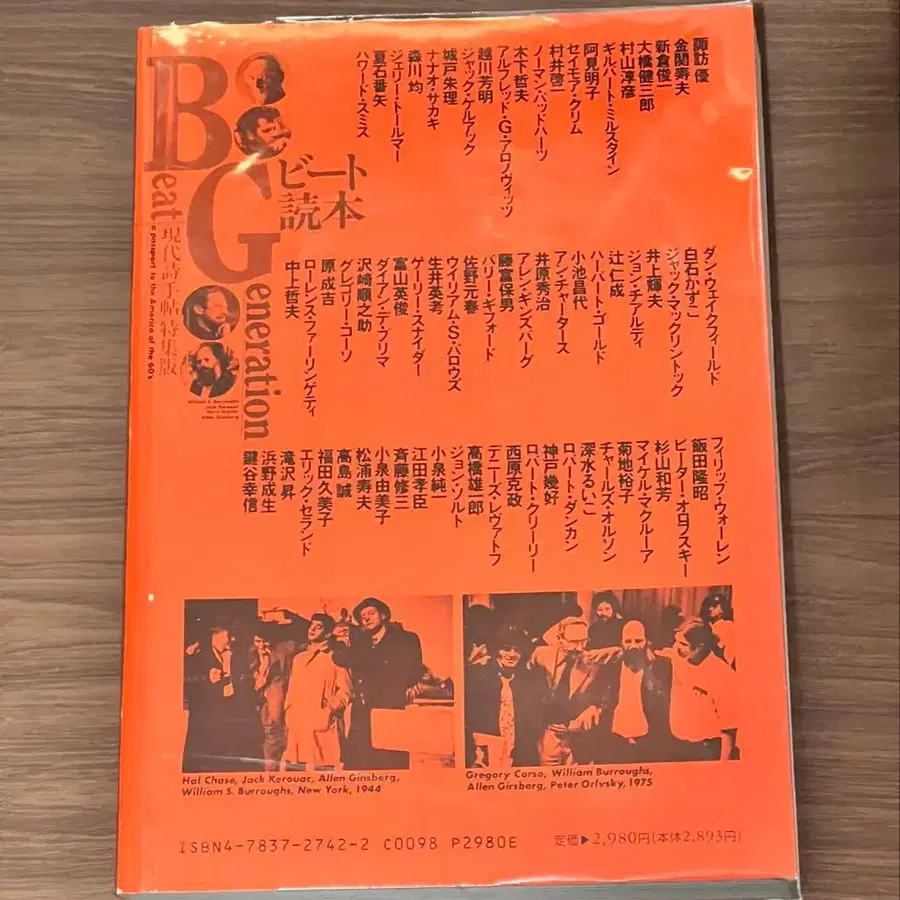 Beat
Generation
ビート
読本
現代詩手帖特集版
a passport to the America of the 60's
William S Burroughs
Jack Kerouac
Gary Snyder
Allen Ginsberg
諏訪優
金関寿夫
新倉俊一
大橋健三郎
村山淳彦
ギルバート・ミルスタイン
阿見明子
セイモア・クリム
村井啓二
ノーマン・パッドハーツ
木下哲夫
アルフレッド・G・アロノヴィッツ
越川芳明
ジャック・ケルアック
城戸朱理
ナナオ・サカキ
森川均
ジェリー・トールマー
夏石番矢
ハワード・スミス
ダン・ウェイクフィールド
白石かずこ
ジャック・マックリントック
井上輝夫
ジョン・チアルディ
辻仁成
ハーバート・ゴールド
小池昌代
アン・チャータース
井原秀治
アレン・ギンズバーグ
藤富保男
バリー・ギフォード
佐野元春
ウイリアム・S・バロウズ
生井英考
ゲーリー・スナイダー
富山英俊
ダイアン・デ・プリマ
沢崎順之助
グレゴリー・コーソ
原成吉
ローレンス・ファーリンゲティ
中上哲夫
フィリップ・ウォーレン
飯田隆昭
ピーター・オロフスキー
杉山和芳
マイケル・マクルーア
菊地裕子
チャールズ・オルソン
深水るいこ
ロバート・ダンカン
神戸幾好
ロバート・クリーリー
西原克政
デニーズ・レヴァトフ
高橋雄一郎
ジョン・ソルト
小泉純一
江田孝臣
斉藤修三
小泉由美子
松浦寿夫
高島誠
福田久美子
エリック・セランド
滝沢昇
浜野成生
鍵谷幸信
Hal Chase, Jack Kerouac, Allen Ginsberg,
William S. Burroughs, New York, 1944
Gregory Corso, William Burroughs,
Allen Girsberg, Peter Orlvsky, 1975
ISBN4-7837-2742-2 C0098 P2980E
定価▶2,980円(本体2,893円)